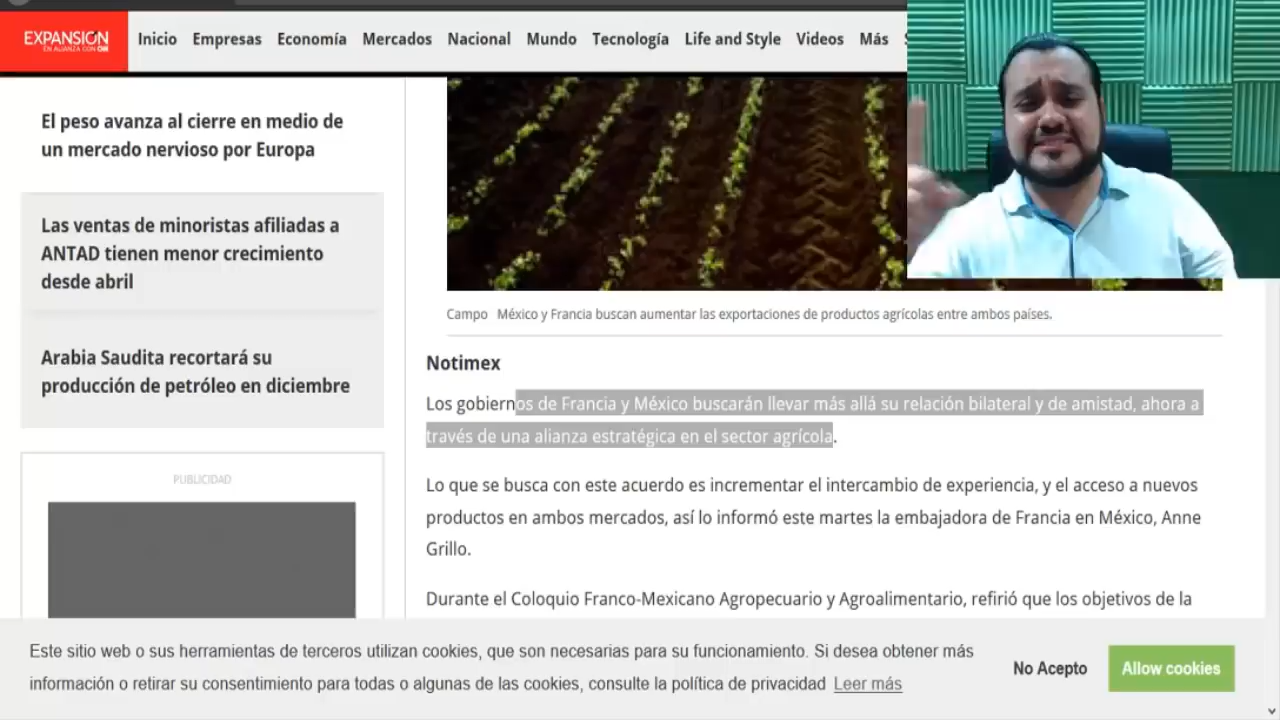 EXPANSIÓN
EN ALIANZA CON CNN
Inicio Empresas Economía Mercados Nacional Mundo Tecnología Life and Style Videos Más
El peso avanza al cierre en medio de
un mercado nervioso por Europa
Las ventas de minoristas afiliadas a
ANTAD tienen menor crecimiento
desde abril
Arabia Saudita recortará su
producción de petróleo en diciembre
PUBLICIDAD
Campo México y Francia buscan aumentar las exportaciones de productos agrícolas entre ambos países.
Notimex
Los gobiernos de Francia y México buscarán llevar más allá su relación bilateral y de amistad, ahora a
través de una alianza estratégica en el sector agrícola.
Lo que se busca con este acuerdo es incrementar el intercambio de experiencia, y el acceso a nuevos
productos en ambos mercados, así lo informó este martes la embajadora de Francia en México, Anne
Grillo.
Durante el Coloquio Franco-Mexicano Agropecuario y Agroalimentario, refirió que los objetivos de la
Este sitio web o sus herramientas de terceros utilizan cookies, que son necesarias para su funcionamiento. Si desea obtener más
información o retirar su consentimiento para todas o algunas de las cookies, consulte la política de privacidad Leer más
No Acepto
Allow cookies